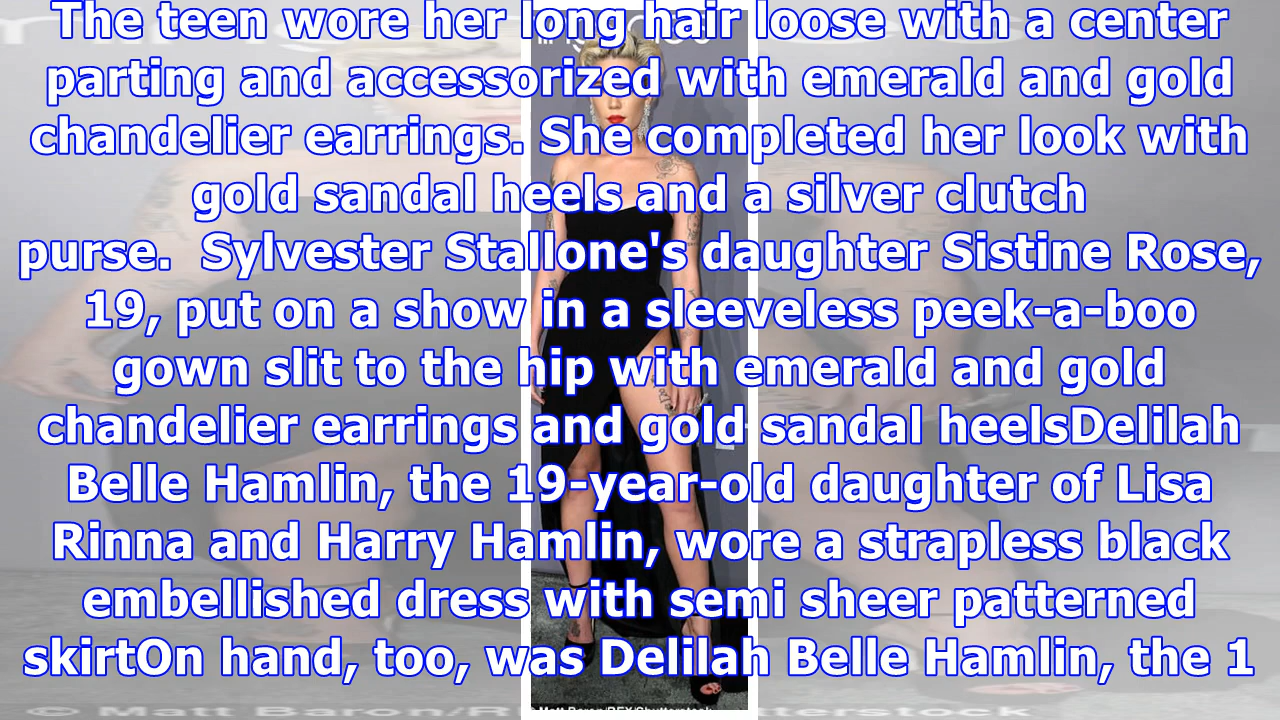 The teen wore her long hair loose with a center
parting and accessorized with emerald and gold
chandelier earrings. She completed her look with
gold sandal heels and a silver clutch
purse.  Sylvester Stallone's daughter Sistine Rose,
19, put on a show in a sleeveless peek-a-boo
gown slit to the hip with emerald and gold
chandelier earrings and gold sandal heelsDelilah
Belle Hamlin, the 19-year-old daughter of Lisa
Rinna and Harry Hamlin, wore a strapless black
embellished dress with semi sheer patterned
skirtOn hand, too, was Delilah Belle Hamlin, the 1